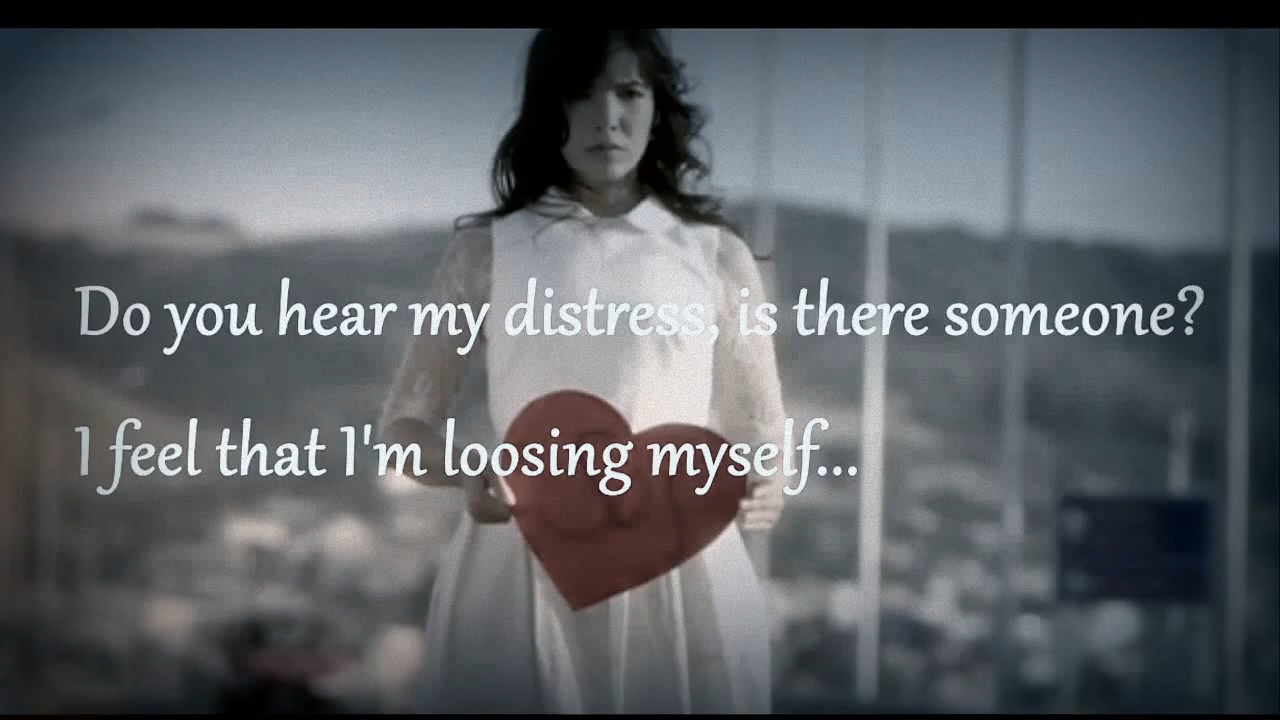 Do you hear my distress, is there someone?
I feel that I'm loosing myself...